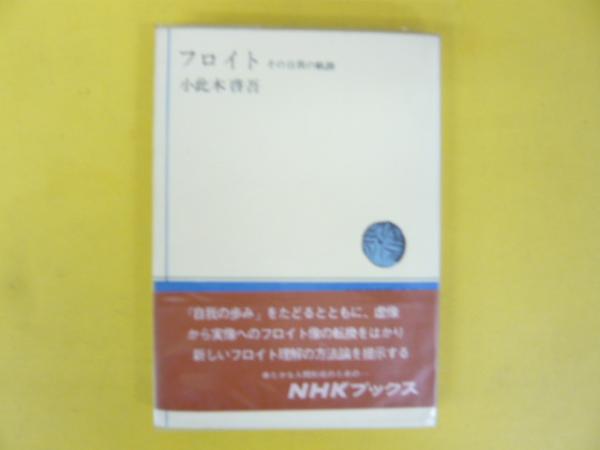 フロイト その自我の軌跡
小此木啓吾
「自我の歩み」をたどるとともに、虚像
から実像へのフロイト像の転換をはかり
新しいフロイト理解の方法論を提示する
NHKブックス